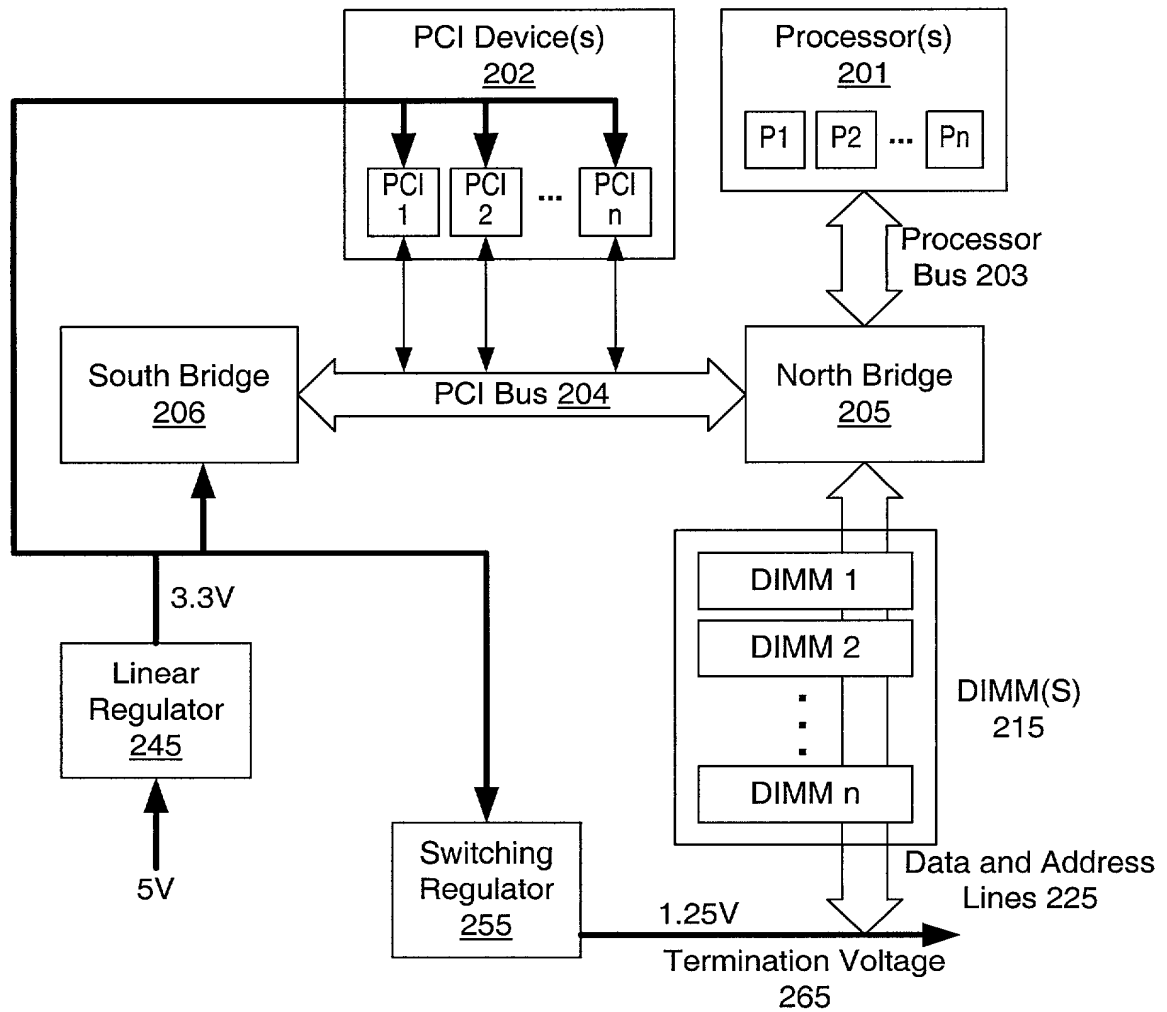 PCI Device(s)
202
Processor(s)
201
P1 P2 ... Pn
PCI
1
PCI
2
...
PCI
n
Processor
Bus 203
South Bridge
206
PCI Bus 204
North Bridge
205
3.3V
DIMM 1
DIMM 2
DIMM n
DIMM(S)
215
Linear
Regulator
245
5V
Switching
Regulator
255
Data and Address
Lines 225
1.25V
Termination Voltage
265